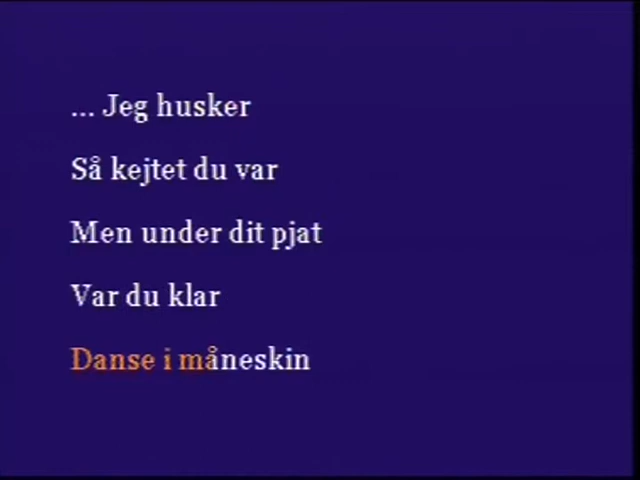 ... Jeg husker
Så kejtet du var
Men under dit pjat
Var du klar
Danse i måneskin